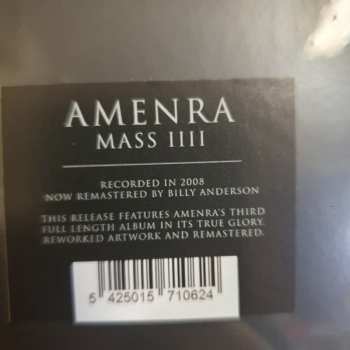 AMENRA
MASS IIII
RECORDED IN 2008
NOW REMASTERED BY BILLY ANDERSON
THIS RELEASE FEATURES AMENRA'S THIRD
FULL LENGTH ALBUM IN ITS TRUE GLORY.
REWORKED ARTWORK AND REMASTERED.
5 425015 710624